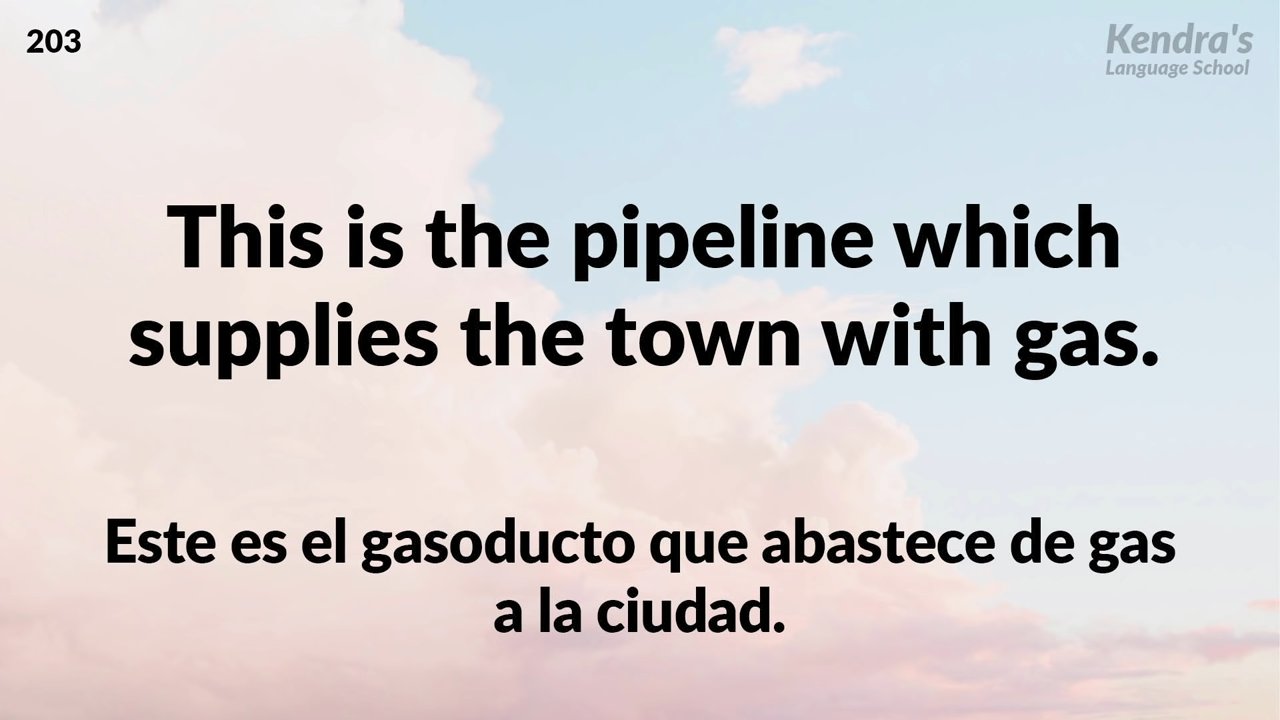 203
Kendra's
Language School
This is the pipeline which
supplies the town with gas.
Este es el gasoducto que abastece de gas
a la ciudad.